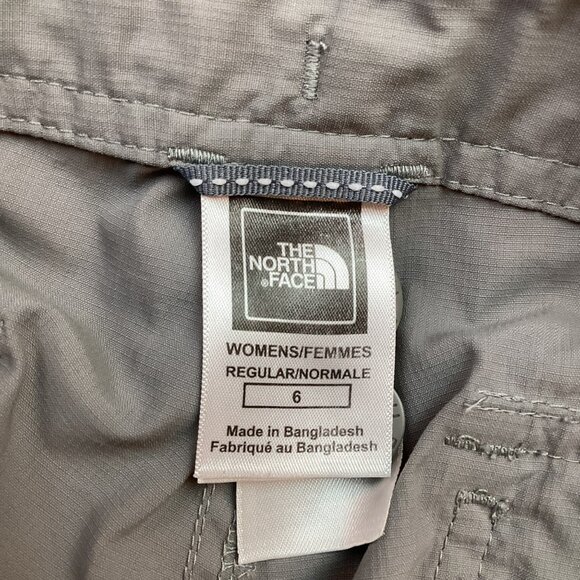 THE
NORTH
FACE
WOMENS/FEMMES
REGULAR/NORMALE
6
Made in Bangladesh
Fabriqué au Bangladesh